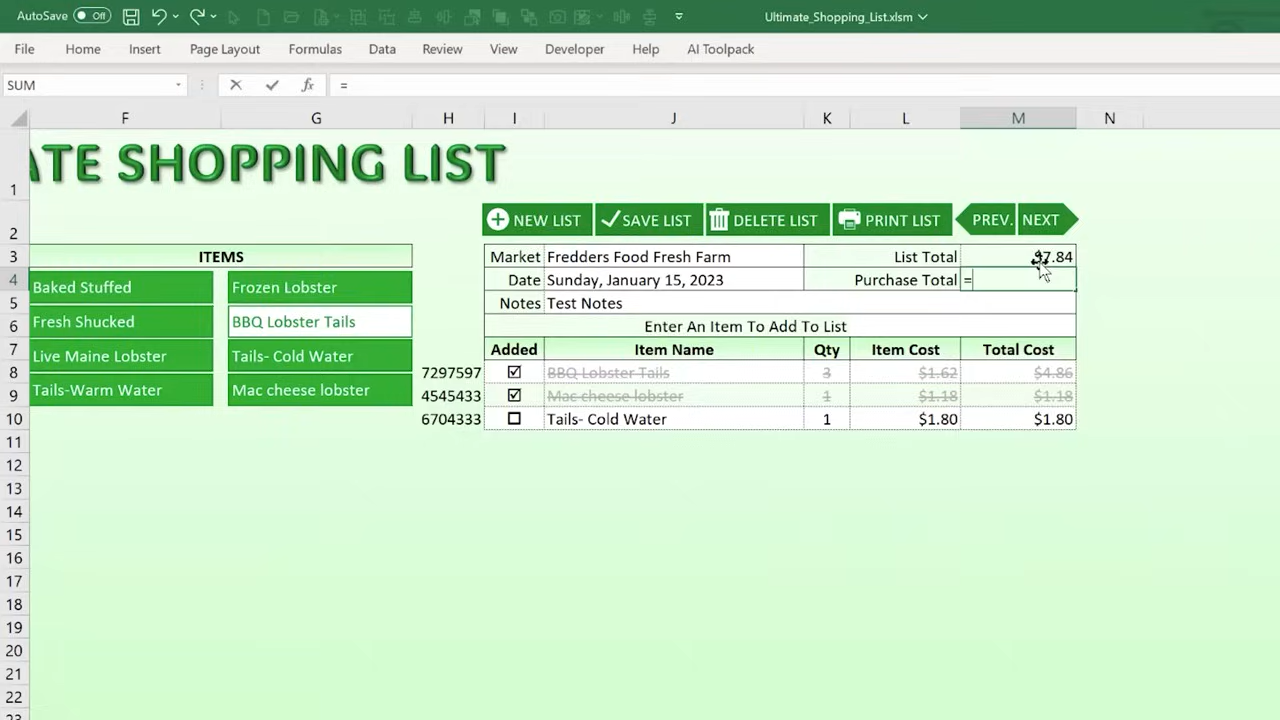 AutoSave Off
Ultimate_Shopping_List.xlsm
File Home Insert Page Layout Formulas Data Review View Developer Help AI Toolpack
SUM fx =
F G H I J K L M N
1 ATE SHOPPING LIST
2 NEW LIST SAVE LIST DELETE LIST PRINT LIST PREV. NEXT
3 ITEMS Market Fredders Food Fresh Farm List Total $7.84
4 Baked Stuffed Frozen Lobster Date Sunday, January 15, 2023 Purchase Total =
5 Notes Test Notes
6 Fresh Shucked BBQ Lobster Tails Enter An Item To Add To List
7 Live Maine Lobster Tails- Cold Water Added Item Name Qty Item Cost Total Cost
8 7297597 BBQ Lobster Tails 3 $1.62 $4.86
9 Tails-Warm Water Mac cheese lobster 4545433 Mac cheese lobster 1 $1.18 $1.18
10 6704333 Tails- Cold Water 1 $1.80 $1.80
11
12
13
14
15
16
17
18
19
20
21
22